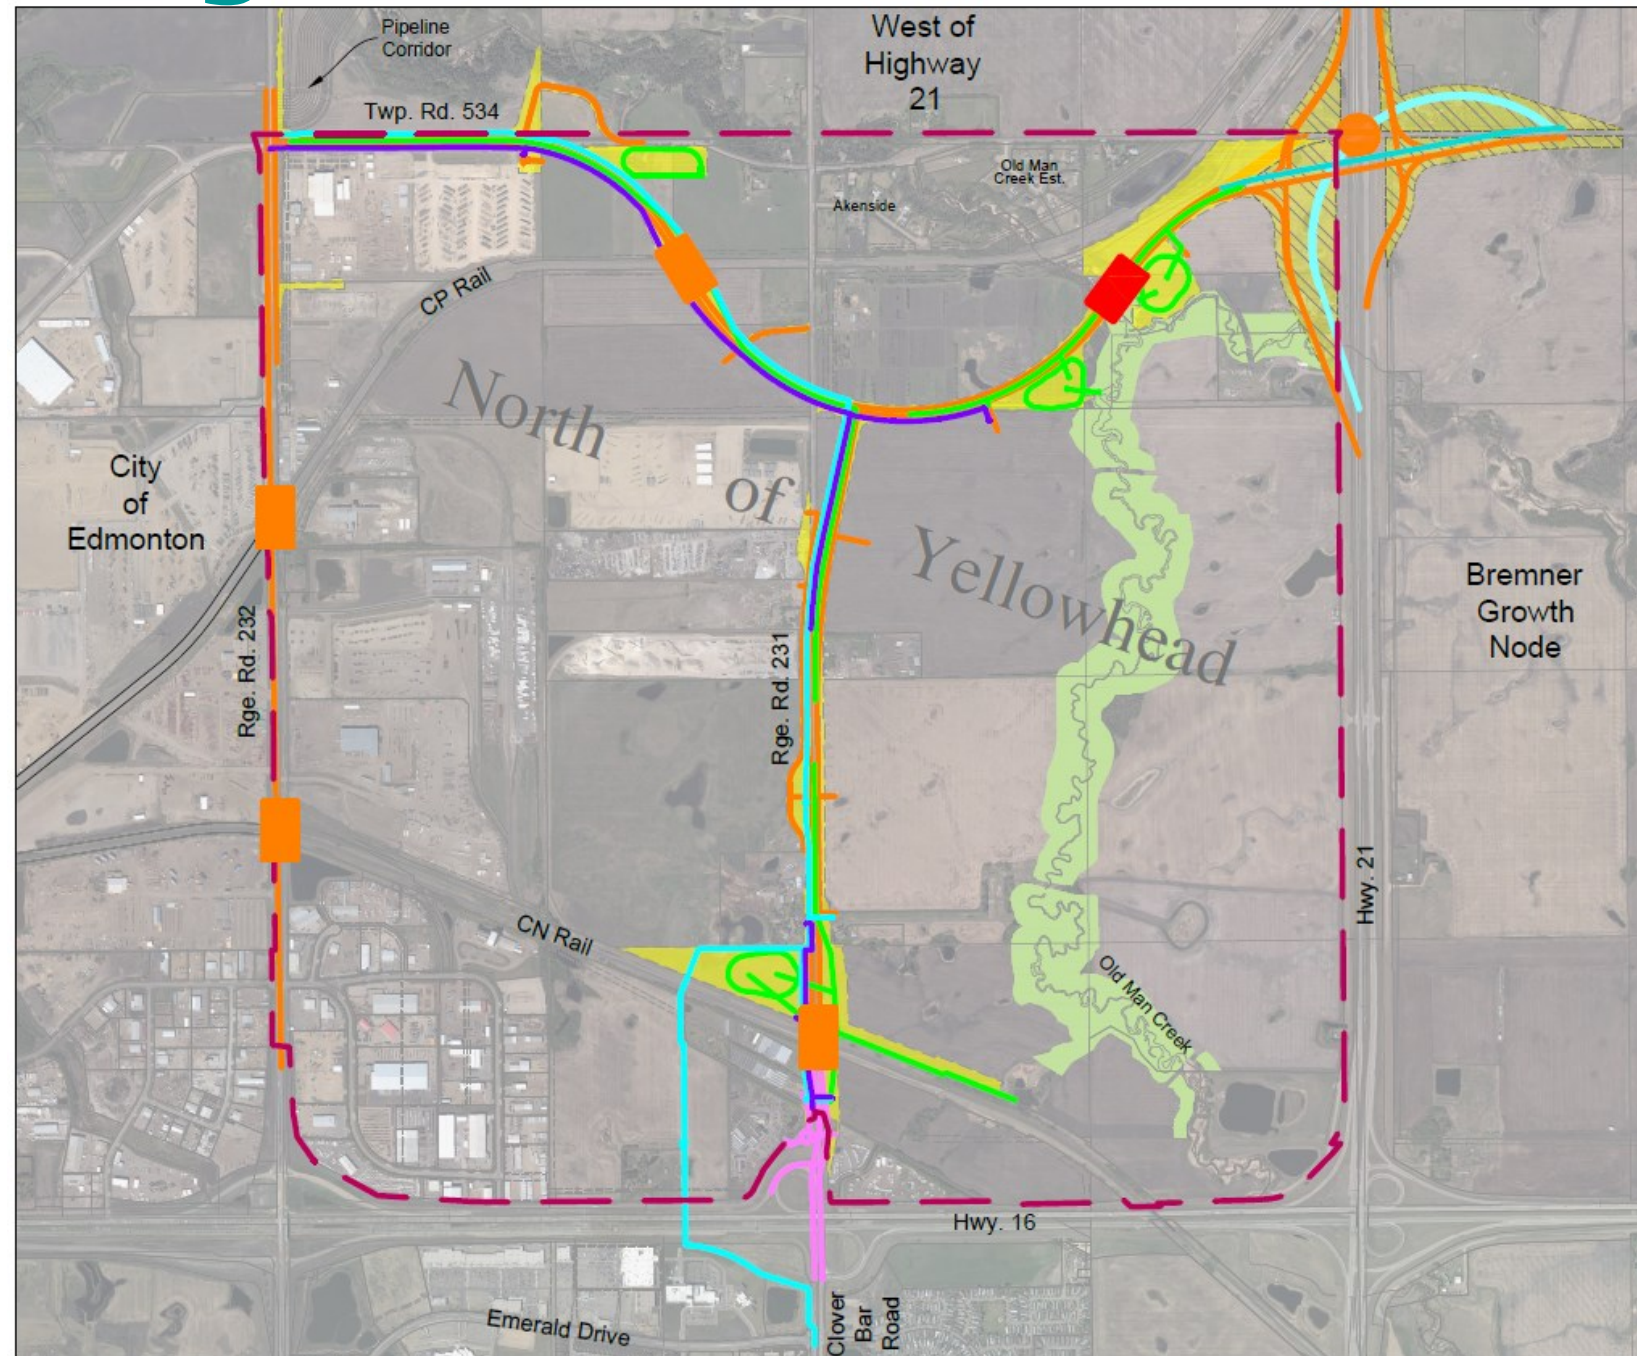 Pipeline
Corridor
West of
Highway
21
Twp. Rd. 534
Old Man
Creek Est.
Akenside
CP Rail
North
of
Yellowhead
City
of
Edmonton
Bremner
Growth
Node
Rge. Rd. 232
Rge. Rd. 231
Hwy. 21
CN Rail
Old Man Creek
Hwy. 16
Clover
Bar
Road
Emerald Drive